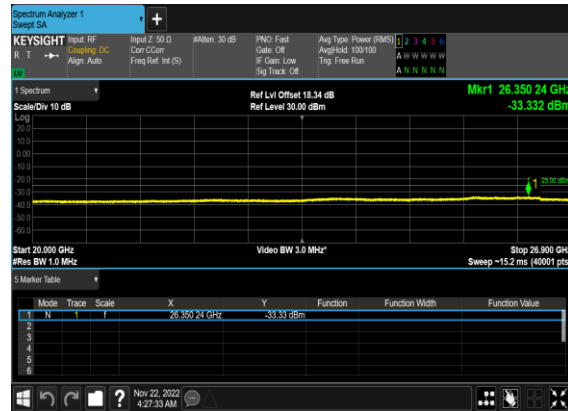 Spectrum Analyzer 1
Swept SA
+
KEYSIGHT Input: RF Input Z: 50 Ω #Atten: 30 dB PNO: Fast Avg Type: Power (RMS) 1 2 3 4 5 6
R T Coupling: DC Corr CCorr Gate: Off Avg|Hold: 100/100 A W W W W W
Align: Auto Freq Ref: Int (S) IF Gain: Low Trig: Free Run
Sig Track: Off A N N N N N
1 Spectrum Ref Lvl Offset 18.34 dB Mkr1 26.350 24 GHz
Scale/Div 10 dB Ref Level 30.00 dBm -33.332 dBm
Log
20.0
10.0
0.00
-10.0
-20.0
1 -25.00 dBm
-30.0
-40.0
-50.0
-60.0
Start 20.000 GHz Video BW 3.0 MHz* Stop 26.900 GHz
#Res BW 1.0 MHz Sweep ~15.2 ms (40001 pts)
5 Marker Table
Mode Trace Scale X Y Function Function Width Function Value
1 N 1 f 26.350 24 GHz -33.33 dBm
2
3
4
5
6
? Nov 22, 2022
4:27:33 AM